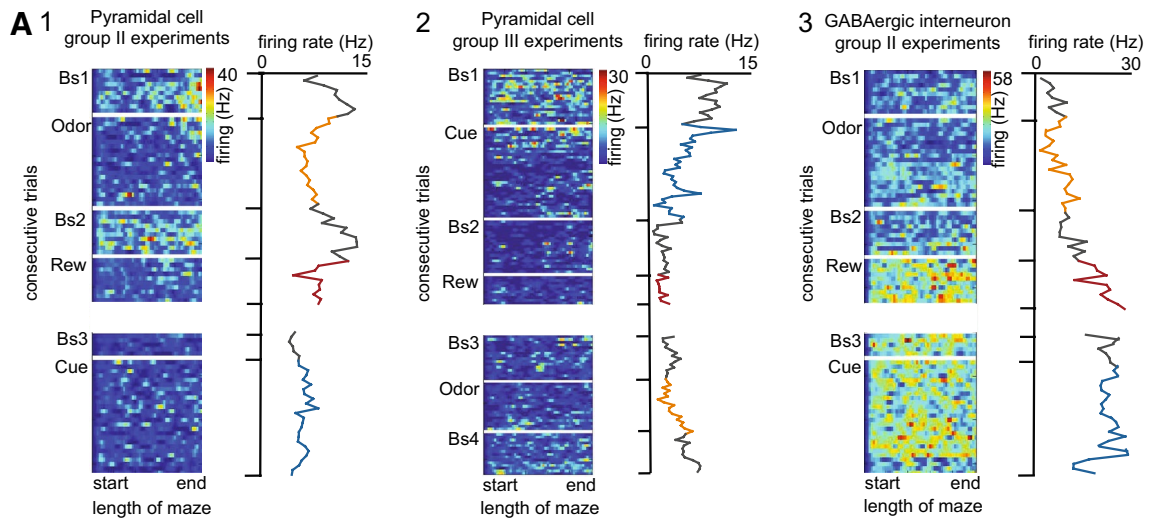 A 1
Pyramidal cell
group II experiments
firing rate (Hz)
0 15
40
firing (Hz)
Bs1
Odor
Bs2
Rew
Bs3
Cue
consecutive trials
start end
length of maze
2
Pyramidal cell
group III experiments
firing rate (Hz)
0 15
30
firing (Hz)
Bs1
Cue
Bs2
Rew
Bs3
Odor
Bs4
consecutive trials
start end
length of maze
3
GABAergic interneuron
group II experiments
firing rate (Hz)
0 30
58
firing (Hz)
Bs1
Odor
Bs2
Rew
Bs3
Cue
consecutive trials
start end
length of maze